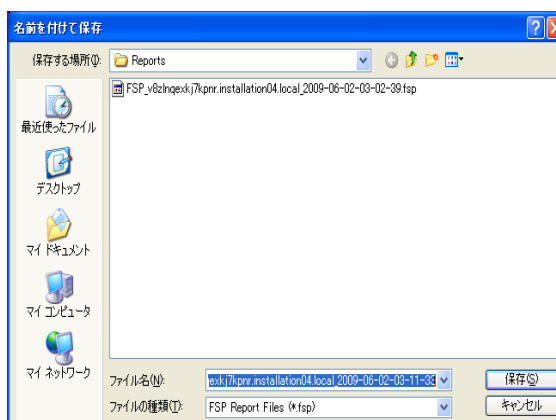 名前を付けて保存
保存する場所(I):
Reports
FSP_v8zlnqexkj7kpnr.installation04.local_2009-06-02-03-02-39.fsp
最近使ったファイル
デスクトップ
マイ ドキュメント
マイ コンピュータ
マイ ネットワーク
ファイル名(N):
exkj7kpnr.installation04.local_2009-06-02-03-11-33
保存(S)
ファイルの種類(T):
FSP Report Files (*.fsp)
キャンセル